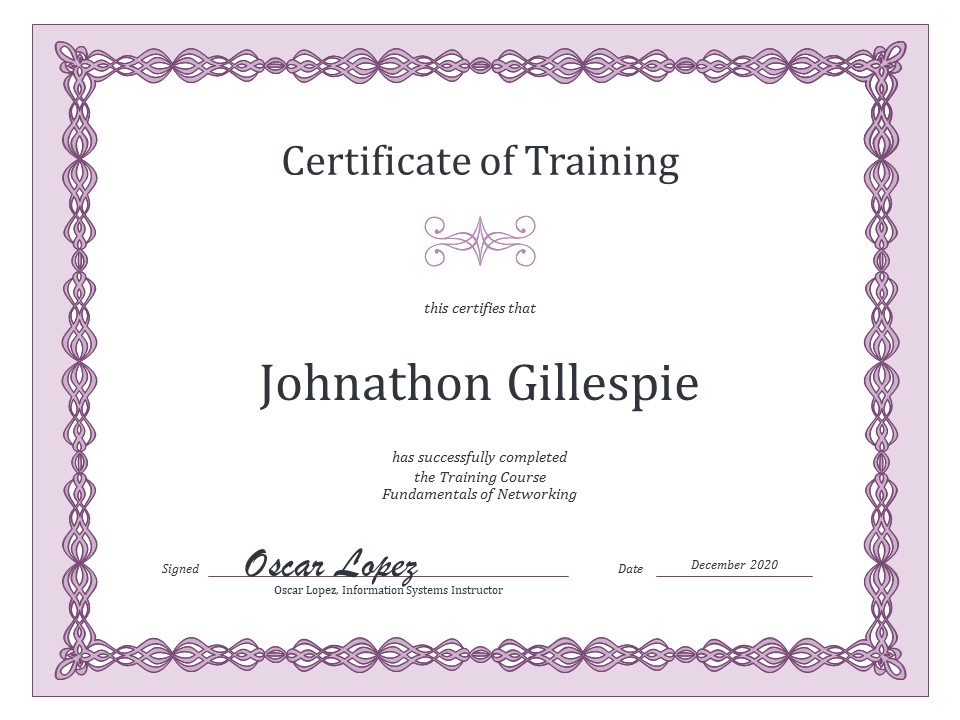 Certificate of Training
this certifies that
Johnathon Gillespie
has successfully completed
the Training Course
Fundamentals of Networking
Signed Oscar Lopez Date December 2020
Oscar Lopez, Information Systems Instructor